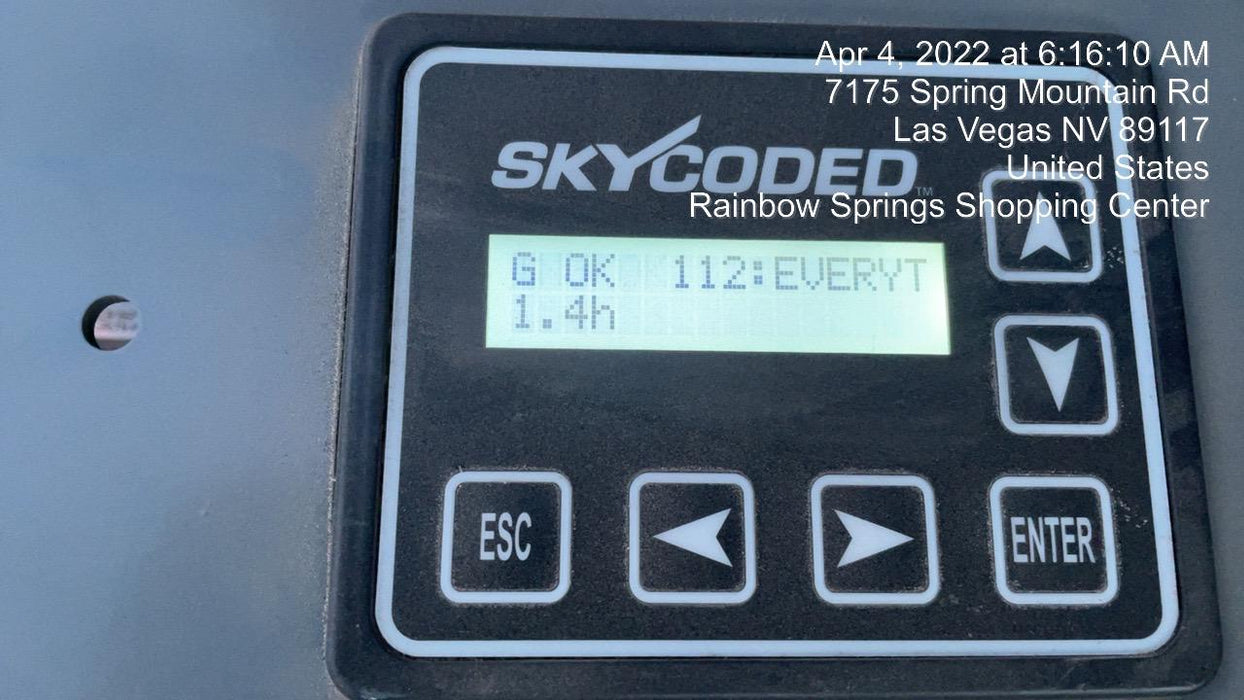 Apr 4, 2022 at 6:16:10 AM
7175 Spring Mountain Rd
Las Vegas NV 89117
United States
Rainbow Springs Shopping Center
SKYCODED™
G OK 112:EVERYT
1.4h
ESC
ENTER